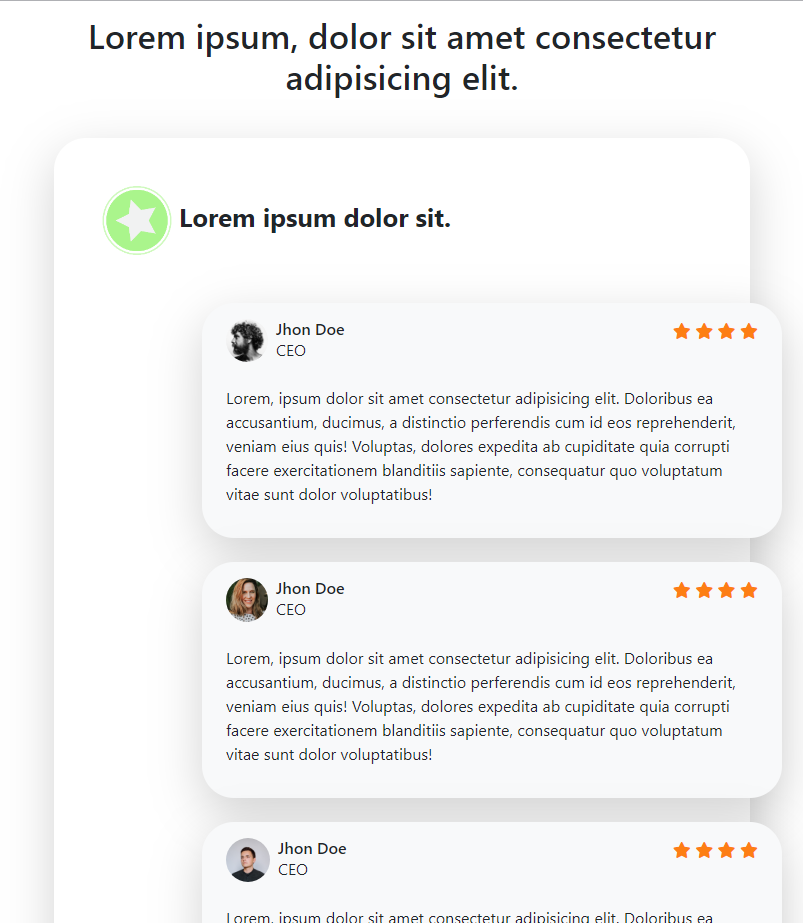 Lorem ipsum, dolor sit amet consectetur
adipisicing elit.
Lorem ipsum dolor sit.
Jhon Doe
CEO
Lorem, ipsum dolor sit amet consectetur adipisicing elit. Doloribus ea
accusantium, ducimus, a distinctio perferendis cum id eos reprehenderit,
veniam eius quis! Voluptas, dolores expedita ab cupiditate quia corrupti
facere exercitationem blanditiis sapiente, consequatur quo voluptatum
vitae sunt dolor voluptatibus!
Jhon Doe
CEO
Lorem, ipsum dolor sit amet consectetur adipisicing elit. Doloribus ea
accusantium, ducimus, a distinctio perferendis cum id eos reprehenderit,
veniam eius quis! Voluptas, dolores expedita ab cupiditate quia corrupti
facere exercitationem blanditiis sapiente, consequatur quo voluptatum
vitae sunt dolor voluptatibus!
Jhon Doe
CEO
Lorem, ipsum dolor sit amet consectetur adipisicing elit. Doloribus ea